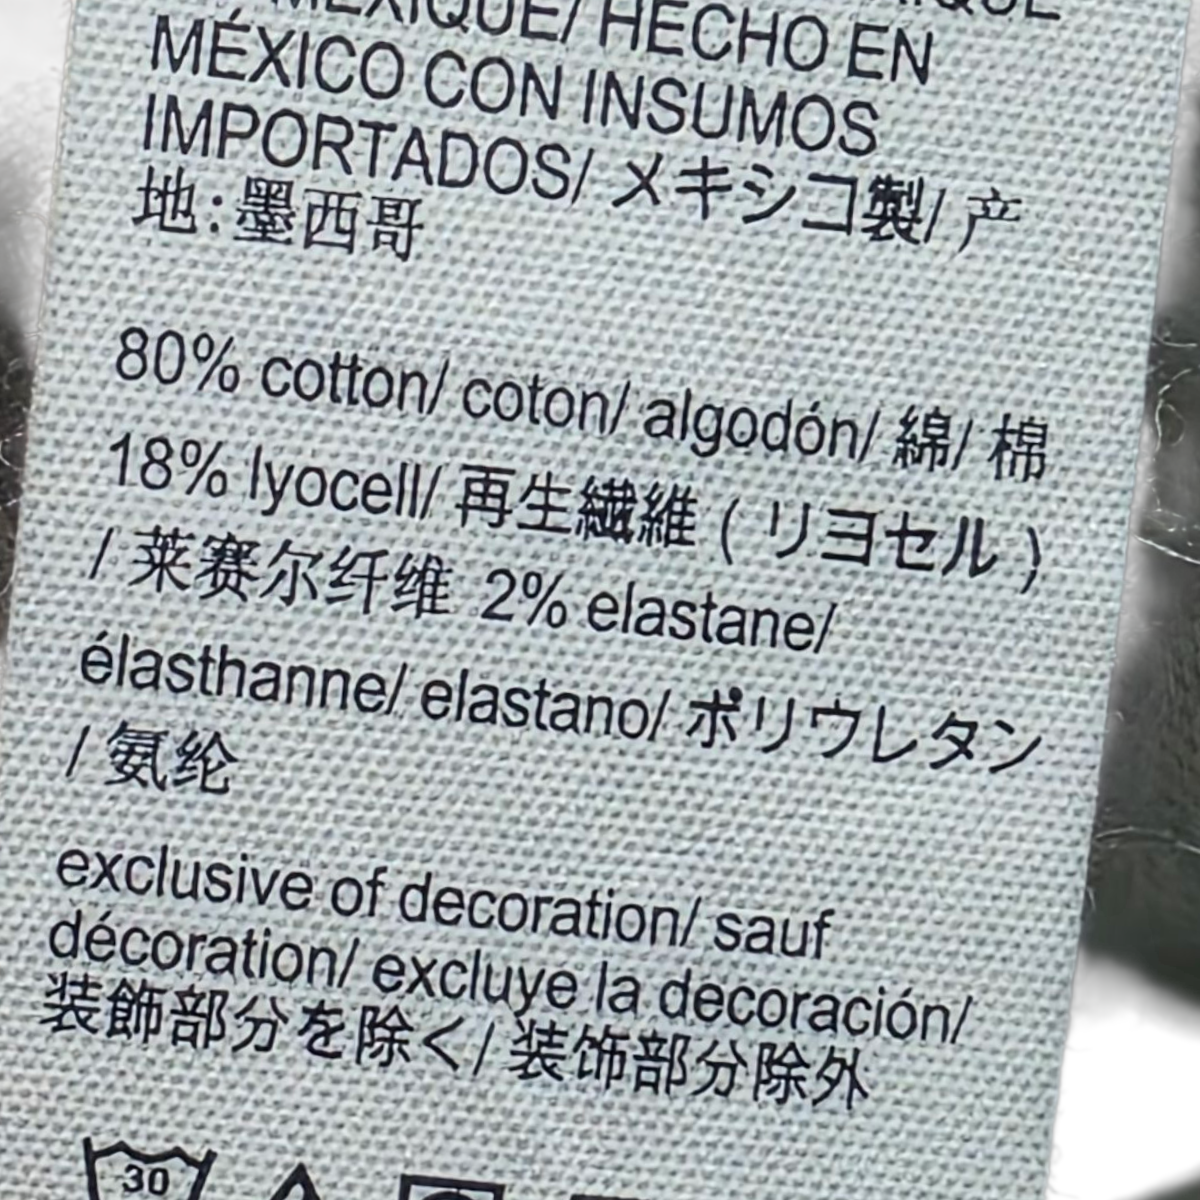 MEXIQUE/ HECHO EN
MÉXICO CON INSUMOS
IMPORTADOS/ メキシコ製/ 产
地: 墨西哥
80% cotton/ coton/ algodón/ 綿/ 棉
18% lyocell/ 再生繊維 ( リヨセル )
/ 莱赛尔纤维 2% elastane/
élasthanne/ elastano/ ポリウレタン
/ 氨纶
exclusive of decoration/ sauf
décoration/ excluye la decoración/
装飾部分を除く/ 装饰部分除外
30